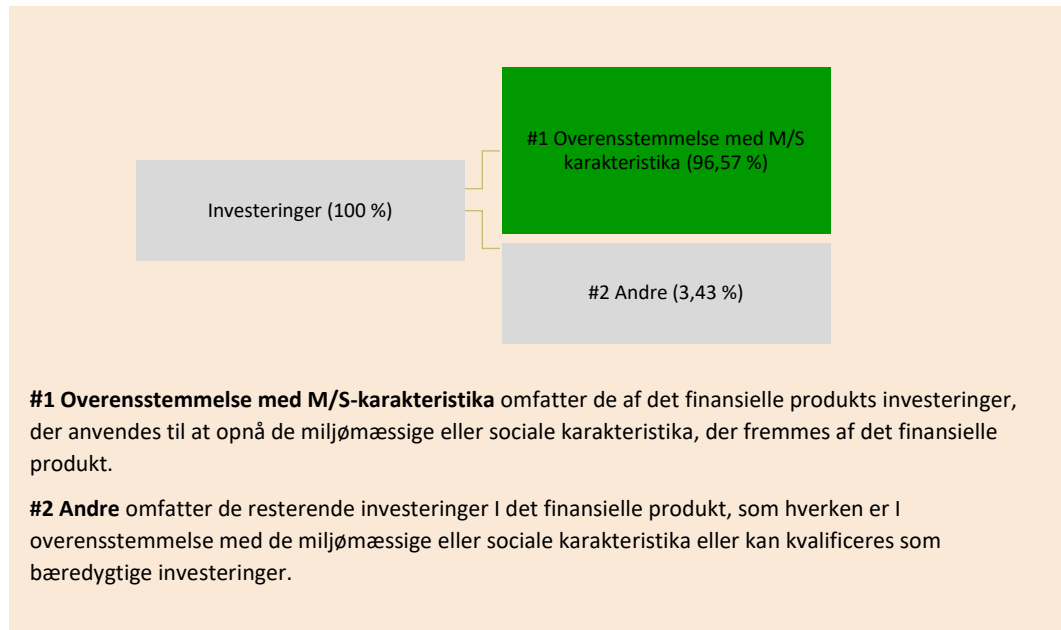 #1 Overensstemmelse med M/S
karakteristika (96,57 %)
Investeringer (100 %)
#2 Andre (3,43 %)
#1 Overensstemmelse med M/S-karakteristika omfatter de af det finansielle produkts investeringer,
der anvendes til at opnå de miljømæssige eller sociale karakteristika, der fremmes af det finansielle
produkt.
#2 Andre omfatter de resterende investeringer I det finansielle produkt, som hverken er I
overensstemmelse med de miljømæssige eller sociale karakteristika eller kan kvalificeres som
bæredygtige investeringer.